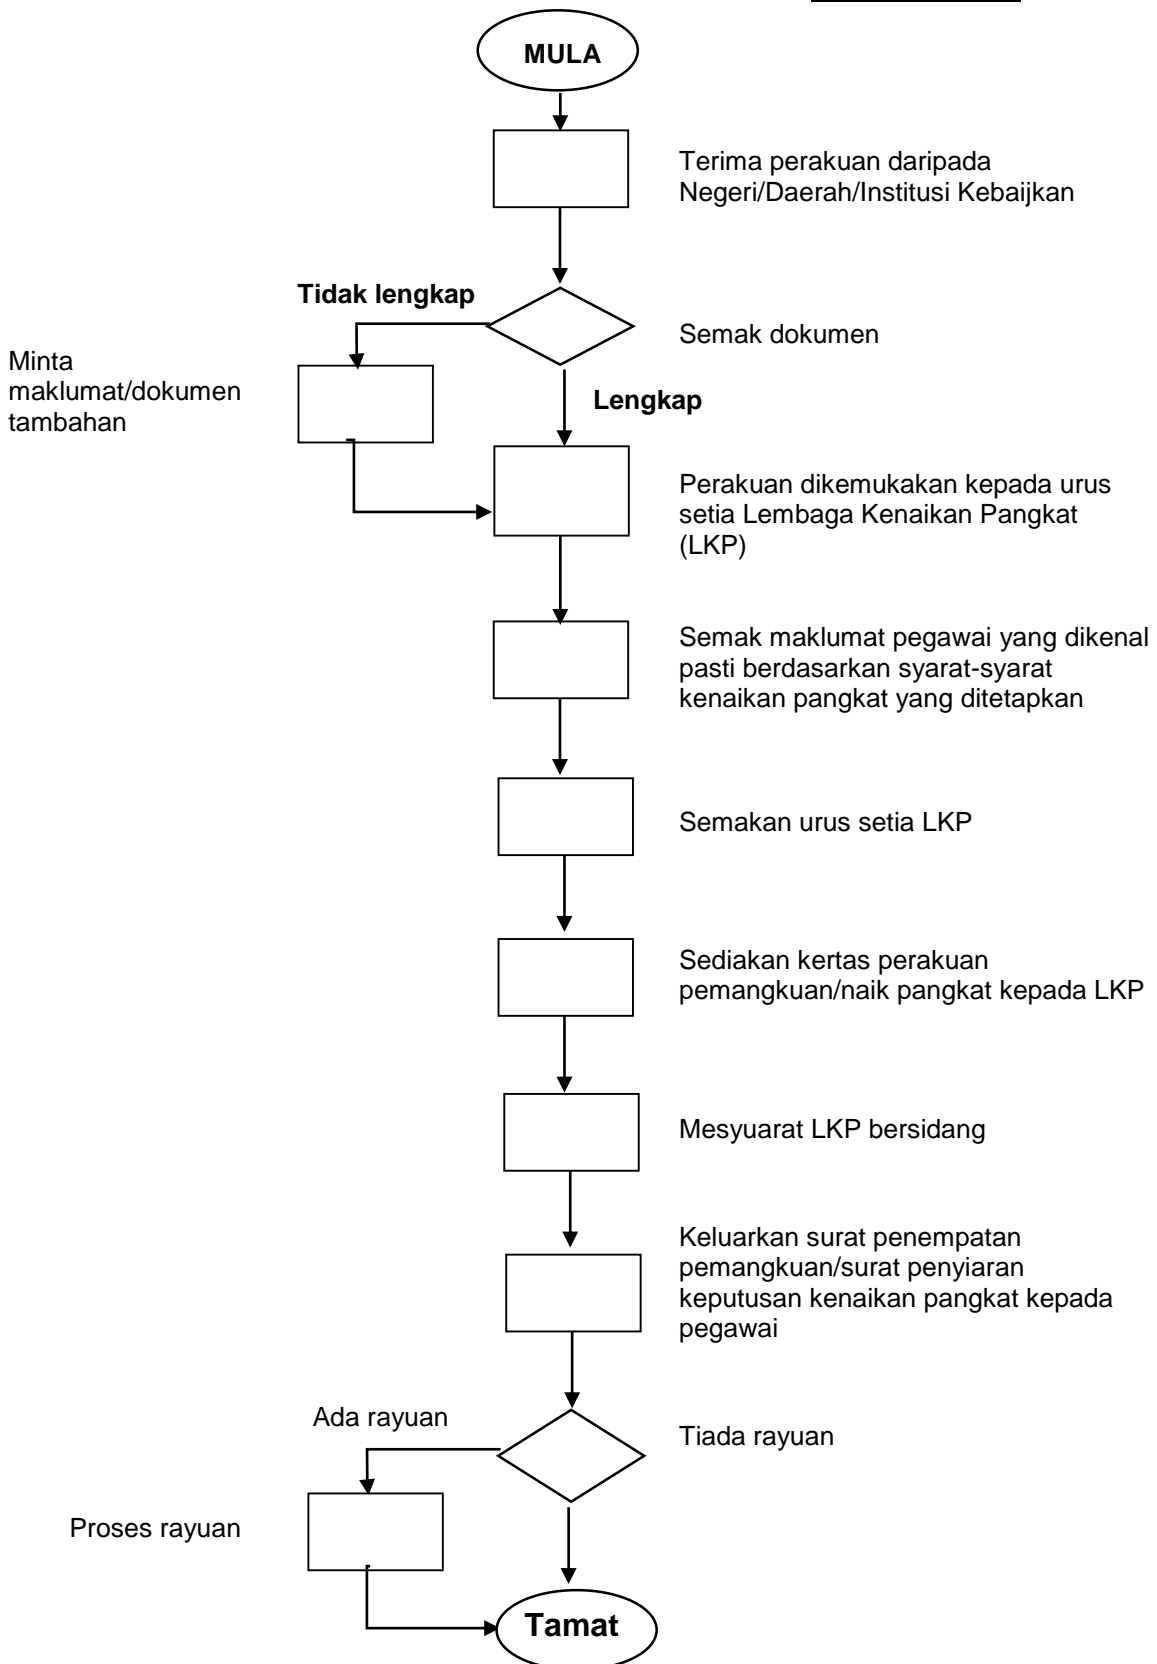 MULA
Terima perakuan daripada
Negeri/Daerah/Institusi Kebaijkan
Tidak lengkap
Semak dokumen
Minta
maklumat/dokumen
tambahan
Lengkap
Perakuan dikemukakan kepada urus
setia Lembaga Kenaikan Pangkat
(LKP)
Semak maklumat pegawai yang dikenal
pasti berdasarkan syarat-syarat
kenaikan pangkat yang ditetapkan
Semakan urus setia LKP
Sediakan kertas perakuan
pemangkuan/naik pangkat kepada LKP
Mesyuarat LKP bersidang
Keluarkan surat penempatan
pemangkuan/surat penyiaran
keputusan kenaikan pangkat kepada
pegawai
Ada rayuan
Tiada rayuan
Proses rayuan
Tamat